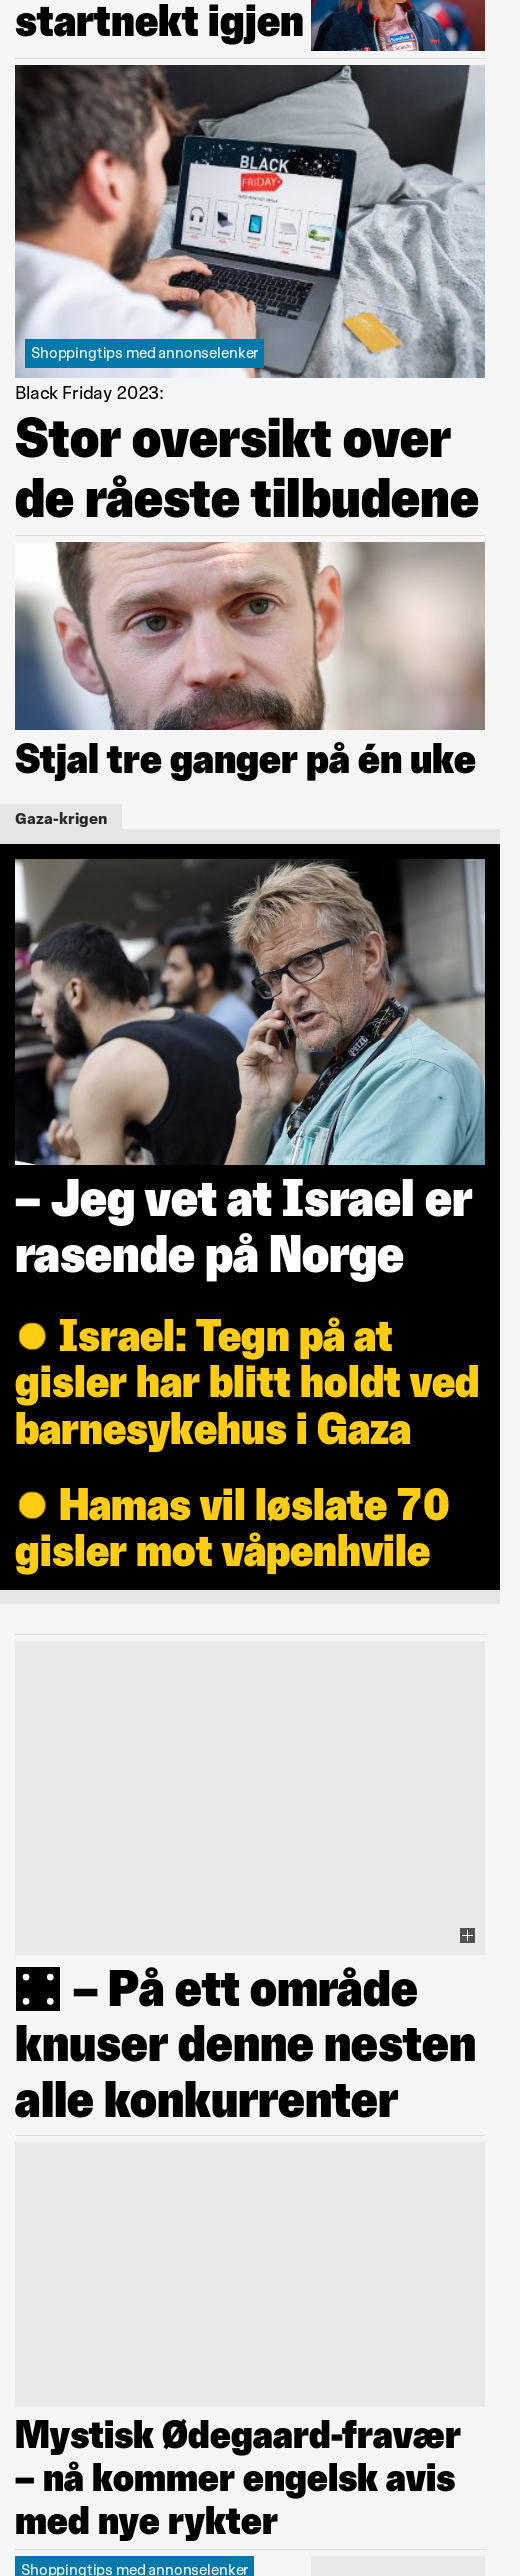 startnekt igjen
BLACK
FRIDAY
Shoppingtips med annonselenker
Black Friday 2023:
Stor oversikt over
de råeste tilbudene
Stjal tre ganger på én uke
Gaza-krigen
PETZL
– Jeg vet at Israel er
rasende på Norge
Israel: Tegn på at
gisler har blitt holdt ved
barnesykehus i Gaza
Hamas vil løslate 70
gisler mot våpenhvile
– På ett område
knuser denne nesten
alle konkurrenter
Mystisk Ødegaard-fravær
– nå kommer engelsk avis
med nye rykter
Shoppingtips med annonselenker